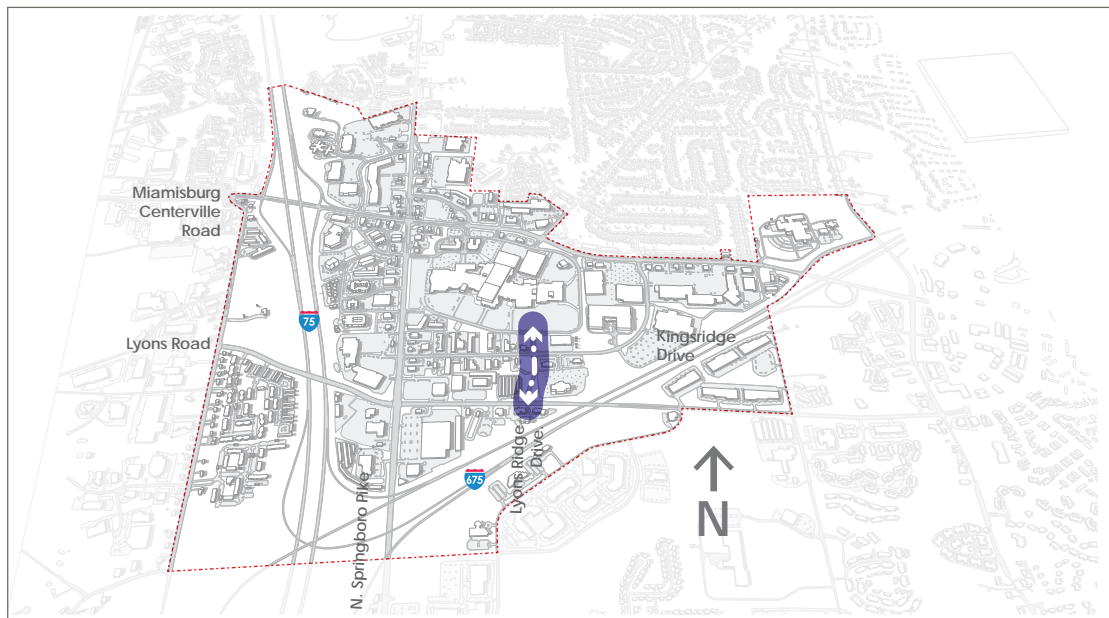 Miamisburg
Centerville
Road
75
Lyons Road
Kingsridge
Drive
Lyons Ridge
Drive
675
N. Springboro Pike
N